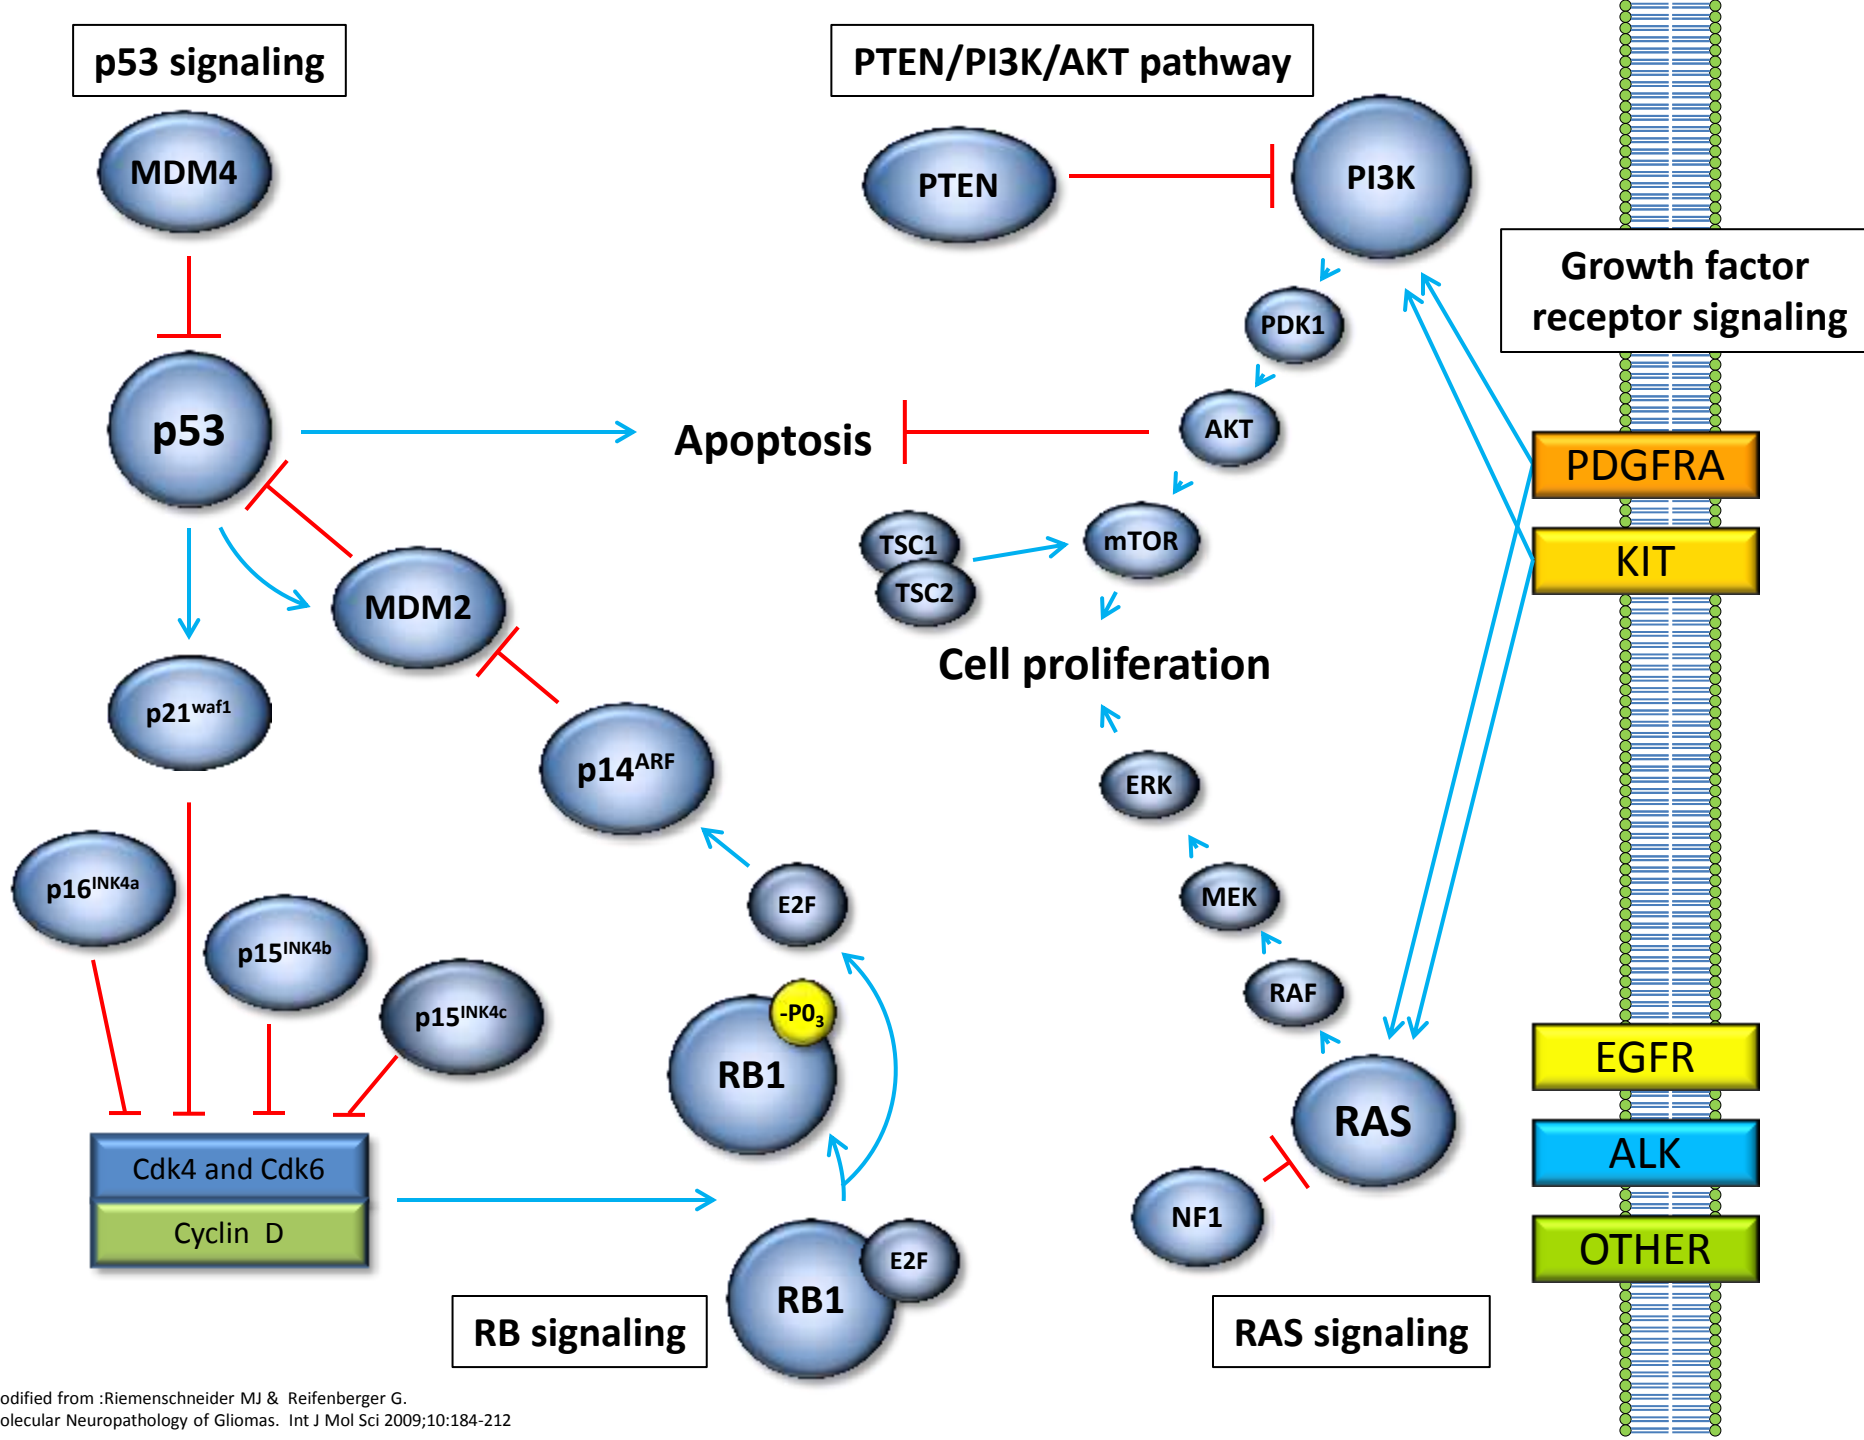 p53 signaling
PTEN/PI3K/AKT pathway
MDM4
PTEN
PI3K
Growth factor
receptor signaling
PDK1
p53
Apoptosis
AKT
PDGFRA
TSC1
TSC2
mTOR
KIT
MDM2
Cell proliferation
p21waf1
p14ARF
ERK
p16INK4a
E2F
MEK
p15INK4b
p15INK4c
-P03
RB1
RAF
EGFR
RAS
Cdk4 and Cdk6
Cyclin D
ALK
NF1
OTHER
E2F
RB1
RB signaling
RAS signaling
odified from :Riemenschneider MJ & Reifenberger G.
olecular Neuropathology of Gliomas. Int J Mol Sci 2009;10:184-212